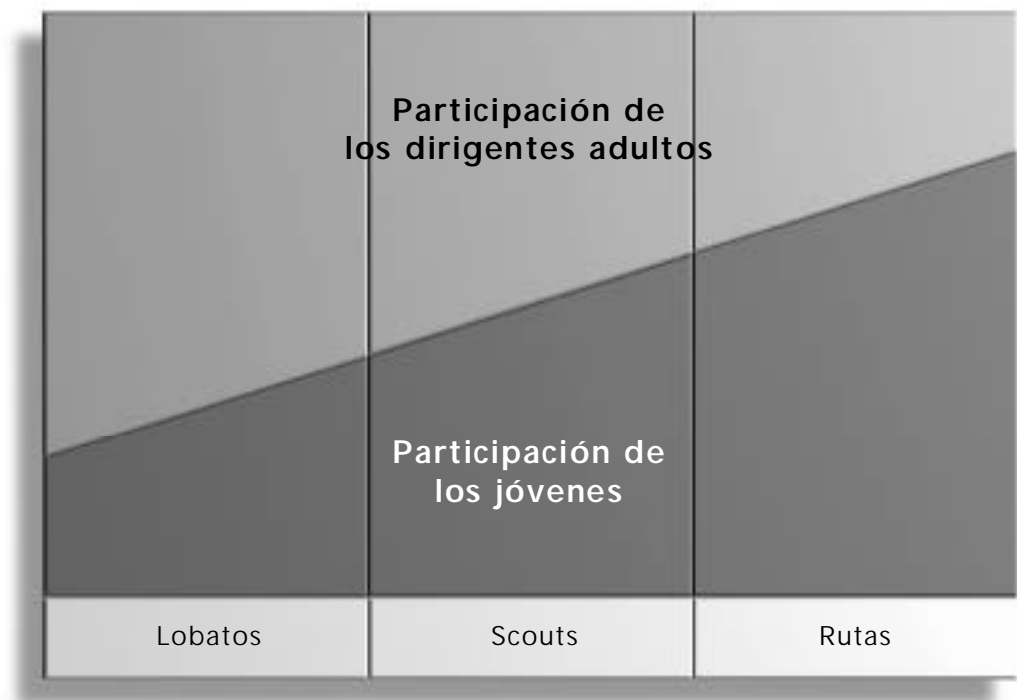 Participación de
los dirigentes adultos
Participación de
los jóvenes
Lobatos
Scouts
Rutas